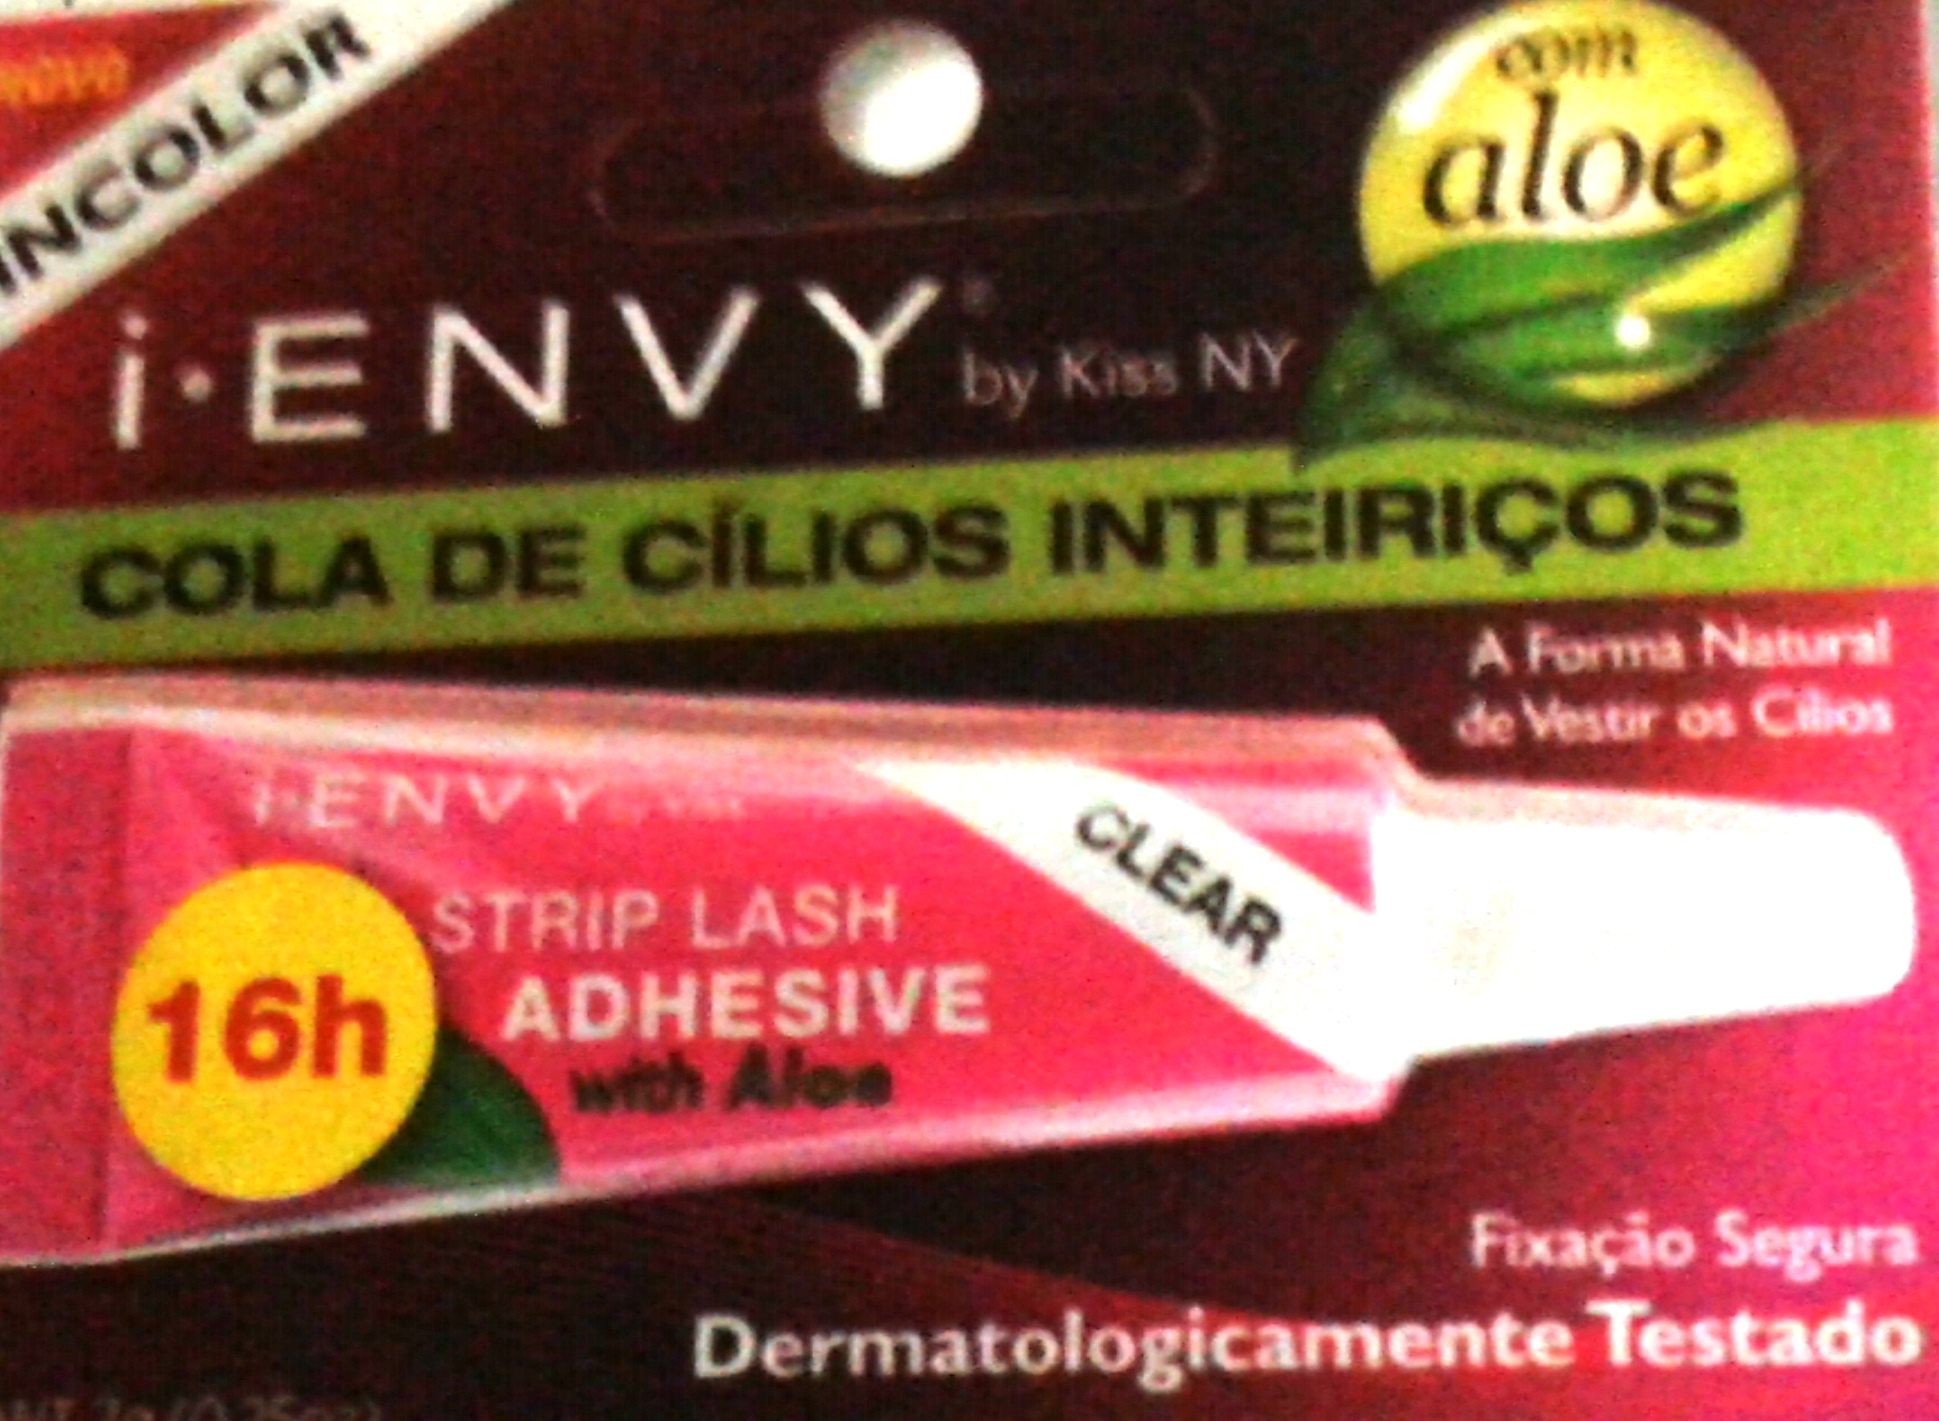 NOVO
INCOLOR
com
aloe
i·ENVY® by Kiss NY
COLA DE CÍLIOS INTEIRIÇOS
A Forma Natural
de Vestir os Cílios
i·ENVY
CLEAR
STRIP LASH
ADHESIVE
with Aloe
16h
Fixação Segura
Dermatologicamente Testado